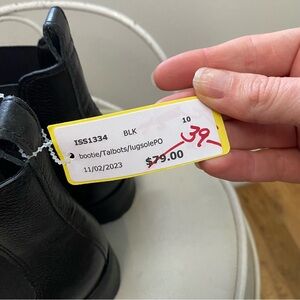 ISS1334 BLK 10
bootie/Talbots/lugsolePO
11/02/2023 $79.00
39